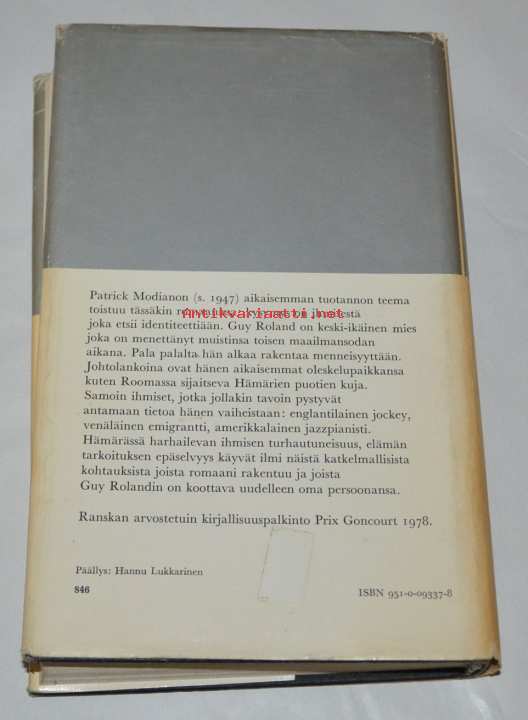 Patrick Modianon (s. 1947) aikaisemman tuotannon teema
toistuu tässäkin
Antikvakiaatti.net
joka etsii identiteettiään. Guy Roland on keski-ikäinen mies
joka on menettänyt muistinsa toisen maailmansodan
aikana. Pala palalta hän alkaa rakentaa menneisyyttään.
Johtolankoina ovat hänen aikaisemmat oleskelupaikkansa
kuten Roomassa sijaitseva Hämärien puotien kuja.
Samoin ihmiset, jotka jollakin tavoin pystyvät
antamaan tietoa hänen vaiheistaan: englantilainen jockey,
venäläinen emigrantti, amerikkalainen jazzpianisti.
Hämärässä harhailevan ihmisen turhautuneisuus, elämän
tarkoituksen epäselvyys käyvät ilmi näistä katkelmallisista
kohtauksista joista romaani rakentuu ja joista
Guy Rolandin on koottava uudelleen oma persoonansa.
Ranskan arvostetuin kirjallisuuspalkinto Prix Goncourt 1978.
Päällys: Hannu Lukkarinen
846
ISBN 951-0-09337-8